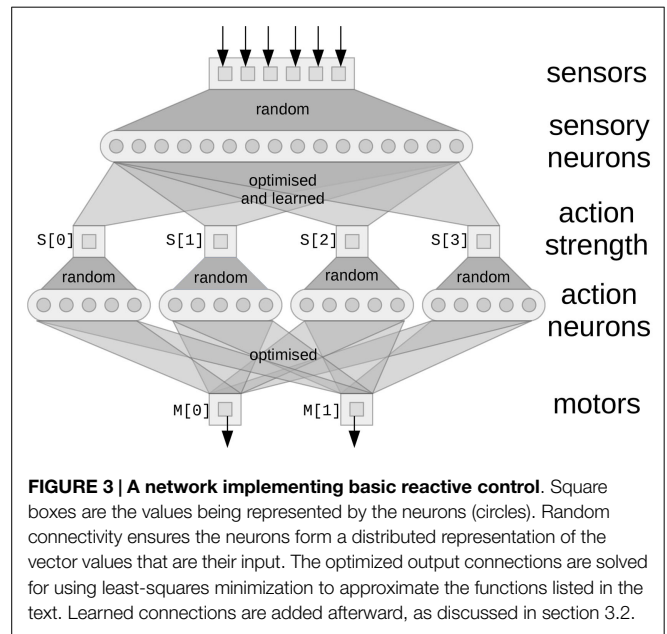 sensors
random
sensory
neurons
optimised
and learned
action
strength
S[0]
S[1]
S[2]
S[3]
random
random
random
random
action
neurons
optimised
motors
M[0]
M[1]
FIGURE 3 | A network implementing basic reactive control. Square
boxes are the values being represented by the neurons (circles). Random
connectivity ensures the neurons form a distributed representation of the
vector values that are their input. The optimized output connections are solved
for using least-squares minimization to approximate the functions listed in the
text. Learned connections are added afterward, as discussed in section 3.2.